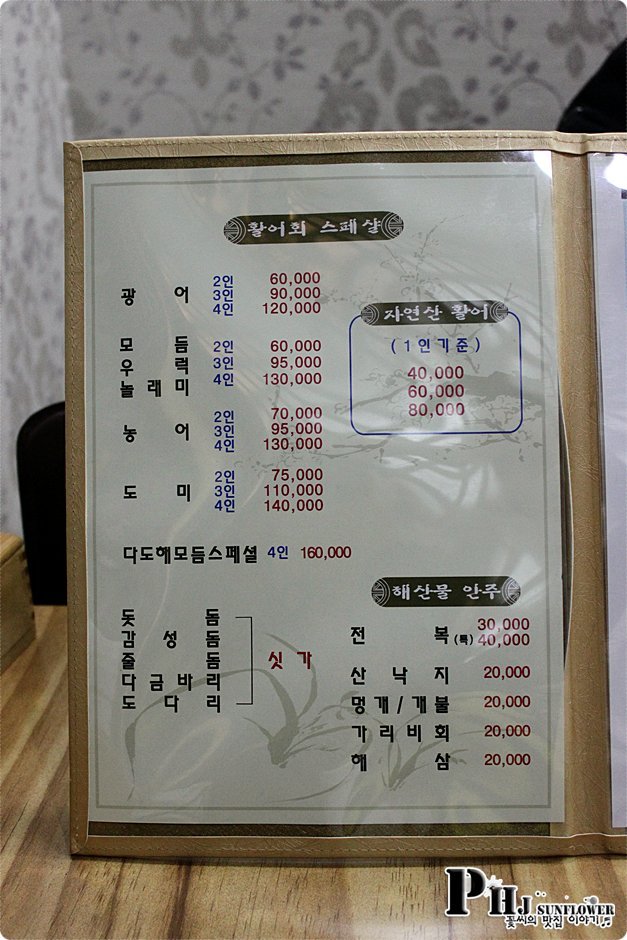 활어회 스페샬
광어 2인 60,000
3인 90,000
4인 120,000
모듬 2인 60,000
우럭 3인 95,000
놀래미 4인 130,000
농어 2인 70,000
3인 95,000
4인 130,000
도미 2인 75,000
3인 110,000
4인 140,000
다도해모듬스페셜 4인 160,000
돗돔
감성돔
줄돔
다금바리
도다리
싯가
자연산 활어
(1인기준)
40,000
60,000
80,000
해산물 안주
전복 30,000
(특) 40,000
산낙지 20,000
멍개/개불 20,000
가리비회 20,000
해삼 20,000
PHJ SUNFLOWER
꽃씨의 맛집 이야기